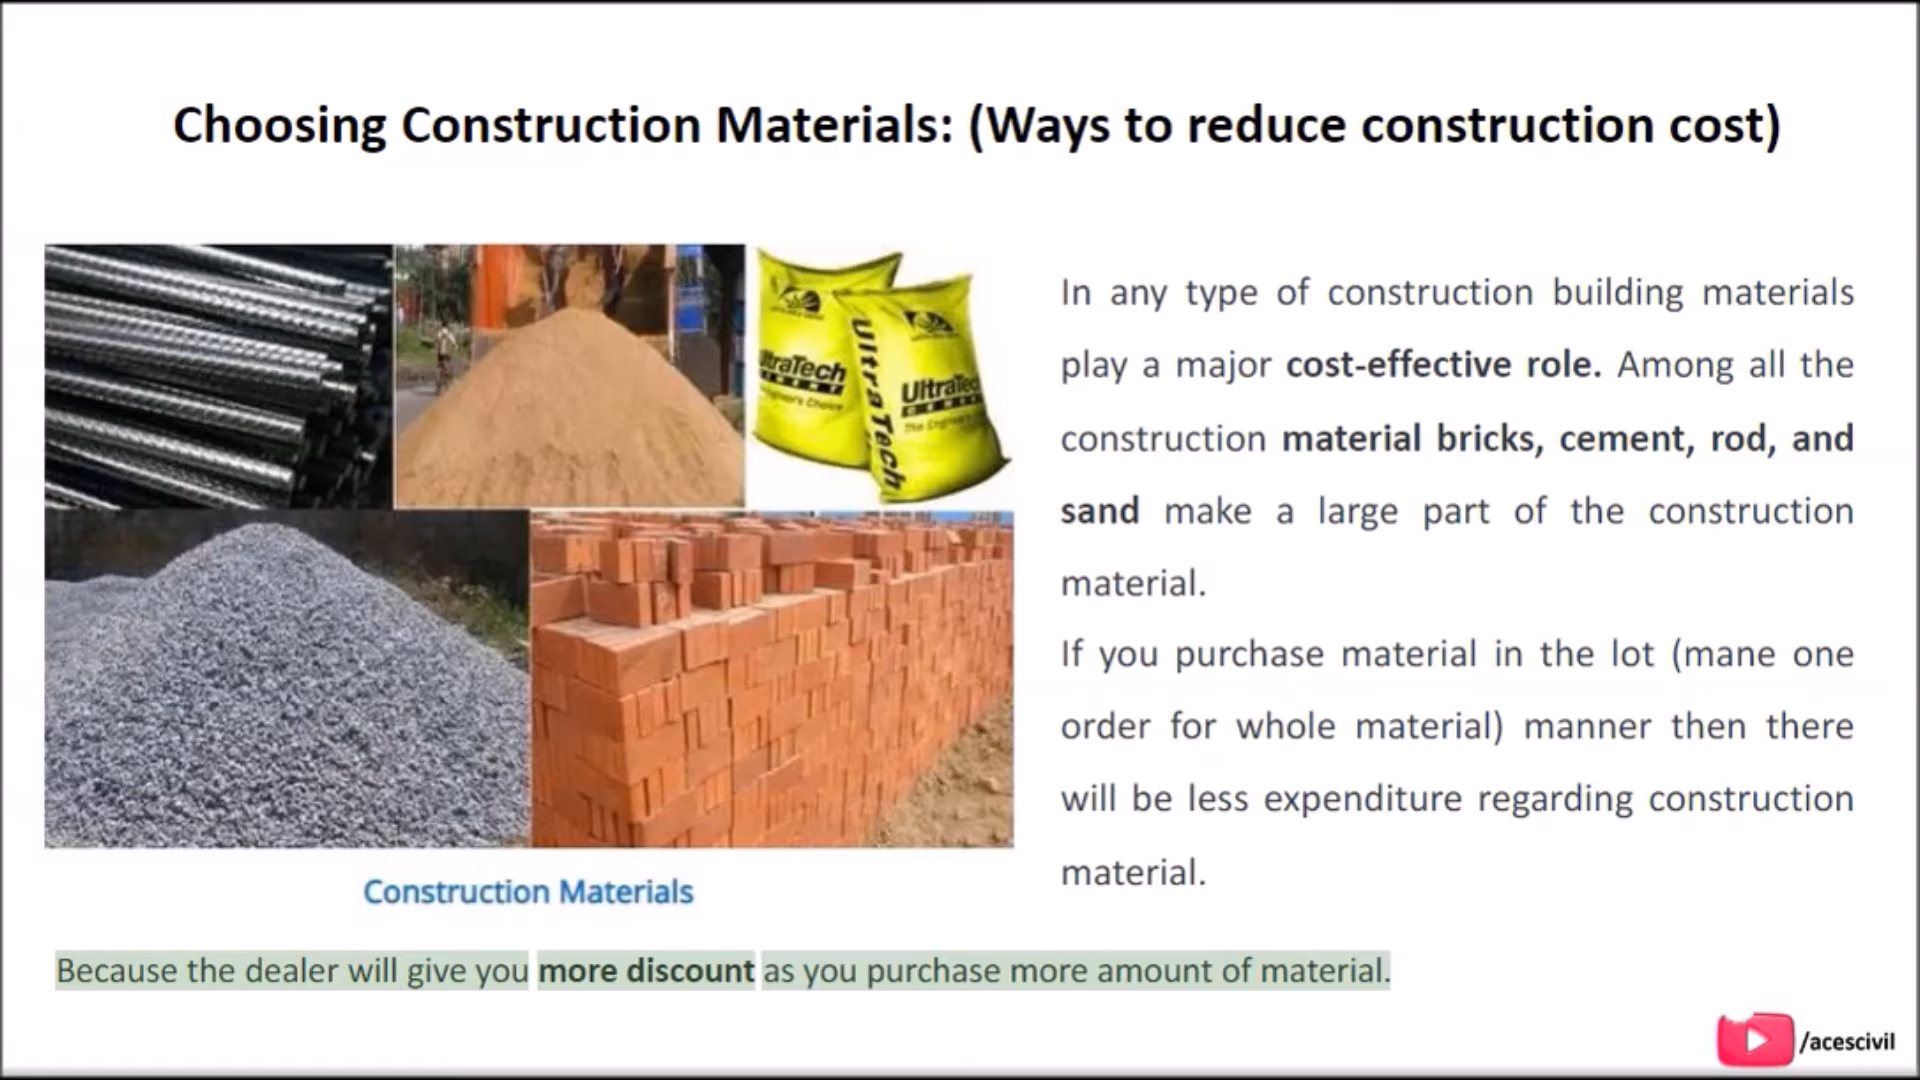 Choosing Construction Materials: (Ways to reduce construction cost)
UltraTech
CEMENT
UltraTech
In any type of construction building materials
play a major cost-effective role. Among all the
construction material bricks, cement, rod, and
sand make a large part of the construction
material.
If you purchase material in the lot (mane one
order for whole material) manner then there
will be less expenditure regarding construction
material.
Construction Materials
Because the dealer will give you more discount as you purchase more amount of material.
/acescivil